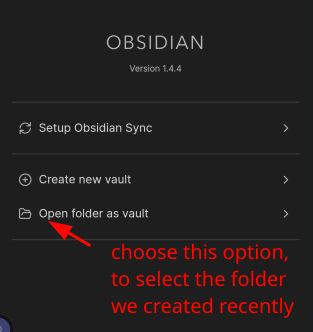 OBSIDIAN
Version 1.4.4
Setup Obsidian Sync
Create new vault
Open folder as vault
choose this option,
to select the folder
we created recently